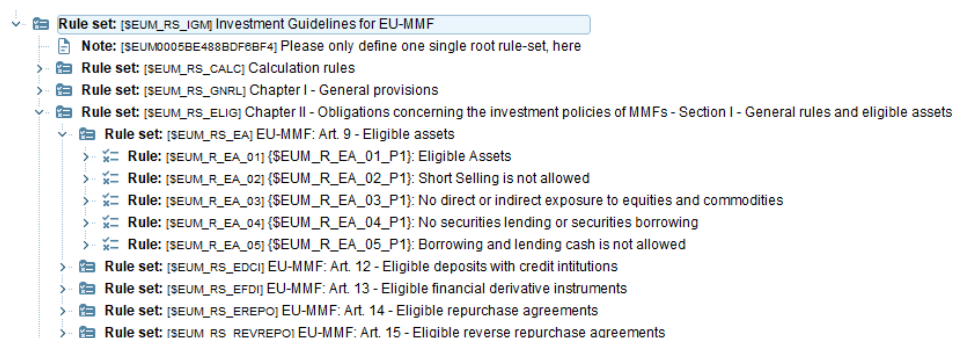 Rule set: [$EUM_RS_IGM] Investment Guidelines for EU-MMF
Note: [$EUM0005BE488BDF6BF4] Please only define one single root rule-set, here
Rule set: [$EUM_RS_CALC] Calculation rules
Rule set: [$EUM_RS_GNRL] Chapter I - General provisions
Rule set: [$EUM_RS_ELIG] Chapter II - Obligations concerning the investment policies of MMFs - Section I - General rules and eligible assets
Rule set: [$EUM_RS_EA] EU-MMF: Art. 9 - Eligible assets
Rule: [$EUM_R_EA_01] {$EUM_R_EA_01_P1}: Eligible Assets
Rule: [$EUM_R_EA_02] {$EUM_R_EA_02_P1}: Short Selling is not allowed
Rule: [$EUM_R_EA_03] {$EUM_R_EA_03_P1}: No direct or indirect exposure to equities and commodities
Rule: [$EUM_R_EA_04] {$EUM_R_EA_04_P1}: No securities lending or securities borrowing
Rule: [$EUM_R_EA_05] {$EUM_R_EA_05_P1}: Borrowing and lending cash is not allowed
Rule set: [$EUM_RS_EDCI] EU-MMF: Art. 12 - Eligible deposits with credit intitutions
Rule set: [$EUM_RS_EFDI] EU-MMF: Art. 13 - Eligible financial derivative instruments
Rule set: [$EUM_RS_EREPO] EU-MMF: Art. 14 - Eligible repurchase agreements
Rule set: [$EUM_RS_REVREPO] EU-MMF: Art. 15 - Eligible reverse repurchase agreements